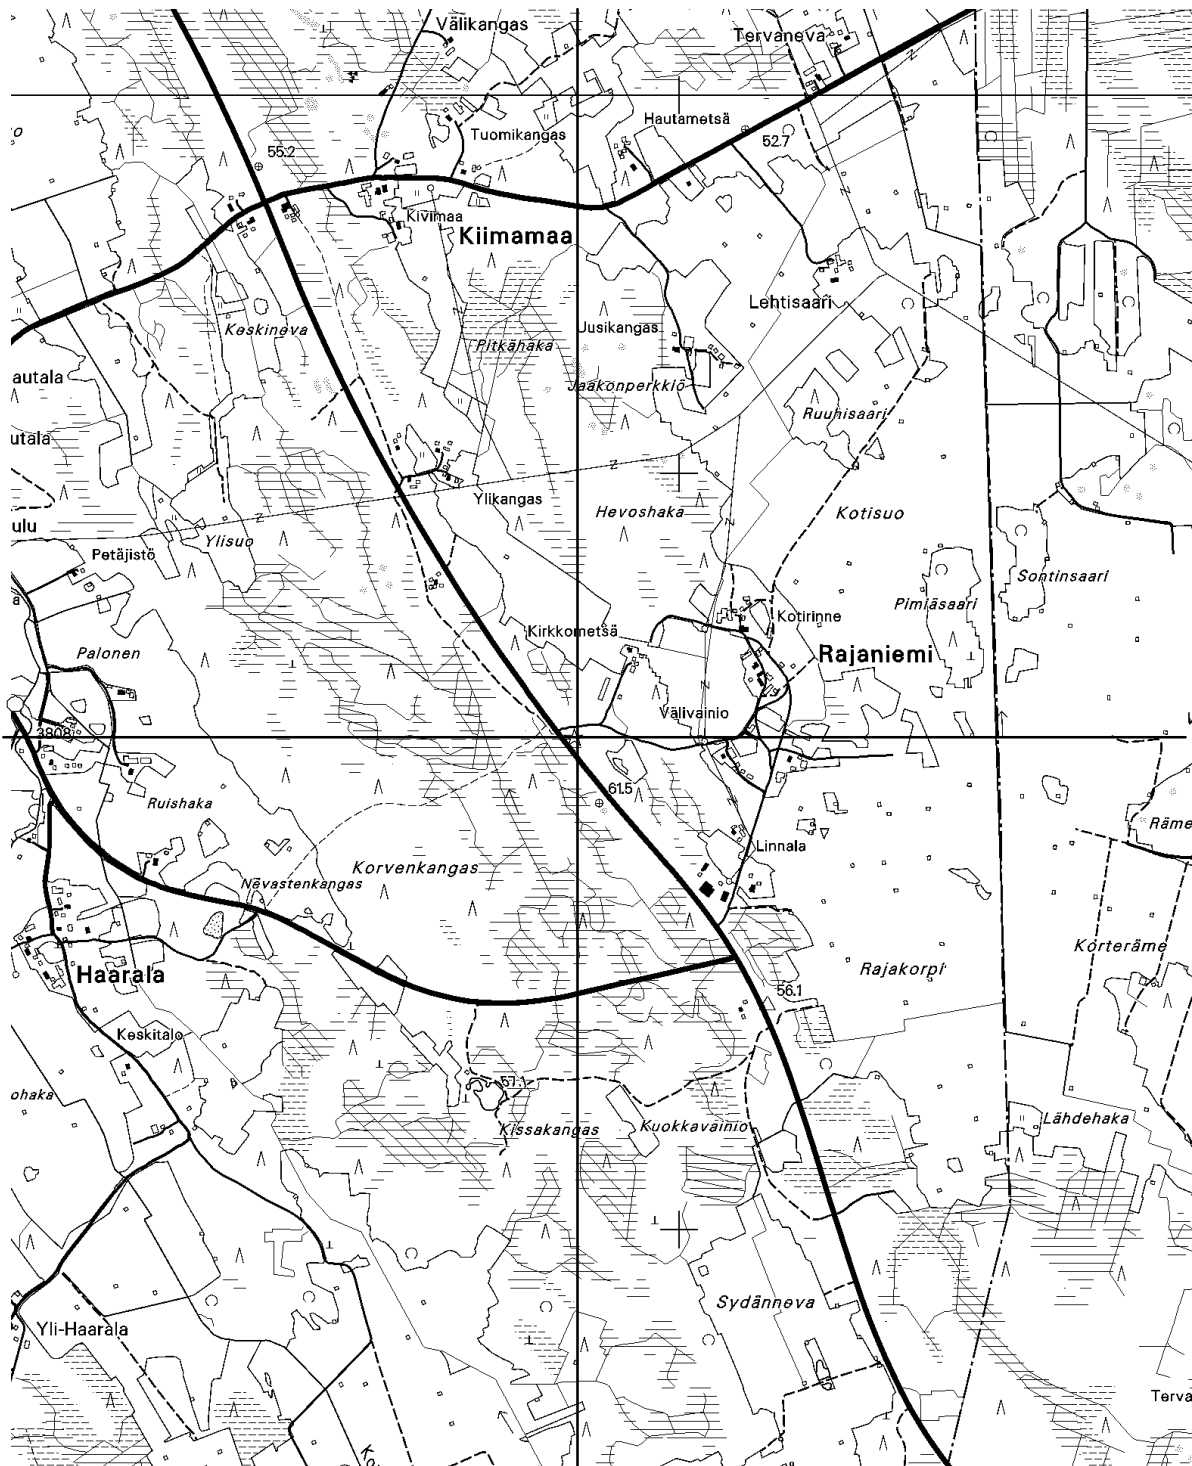 Välikangas
Tervaneva
Hautametsä
Tuomikangas
52.7
55.2
Kivimaa
Kiimamaa
Lehtisaari
Keskineva
Uusikangas
Pitkähaka
autala
Jaakonperkkiö
Ruuhisaari
utala
Ylikangas
Hevoshaka
Kotisuo
ulu
Ylisuo
Petäjistö
Sontinsaari
a
Pimiäsaari
Kotirinne
Kirkkometsä
Palonen
Rajaniemi
Välivainio
3808
61.5
Ruishaka
Räme
Linnala
Korvenkangas
Nevastenkangas
Korteräme
Haarala
Rajakorpi
56.1
Keskitalo
57.1
ohaka
Lähdehaka
Kissakangas
Kuokkavainio
Sydänneva
Yli-Haarala
Terva